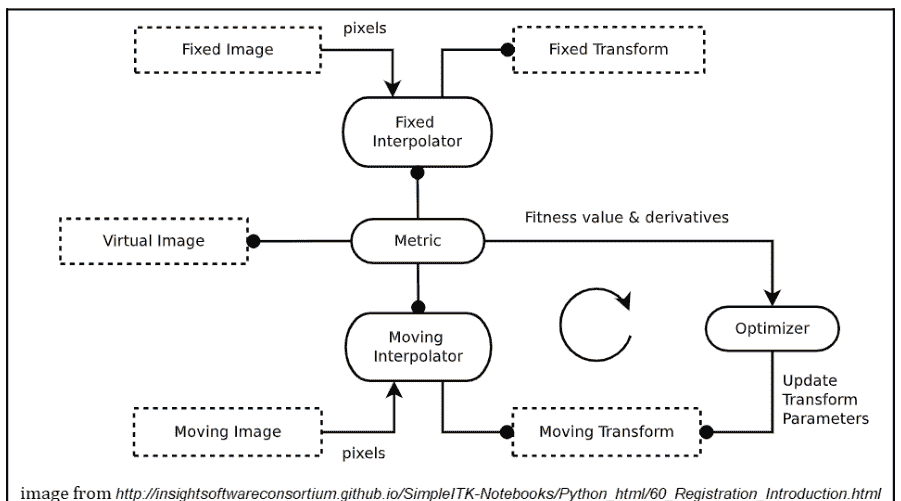 pixels
Fixed Image
Fixed Transform
Fixed
Interpolator
Fitness value & derivatives
Virtual Image
Metric
Optimizer
Moving
Interpolator
Update
Transform
Parameters
Moving Image
Moving Transform
pixels
image from http://insightsoftwareconsortium.github.io/SimpleITK-Notebooks/Python_html/60_Registration_Introduction.html